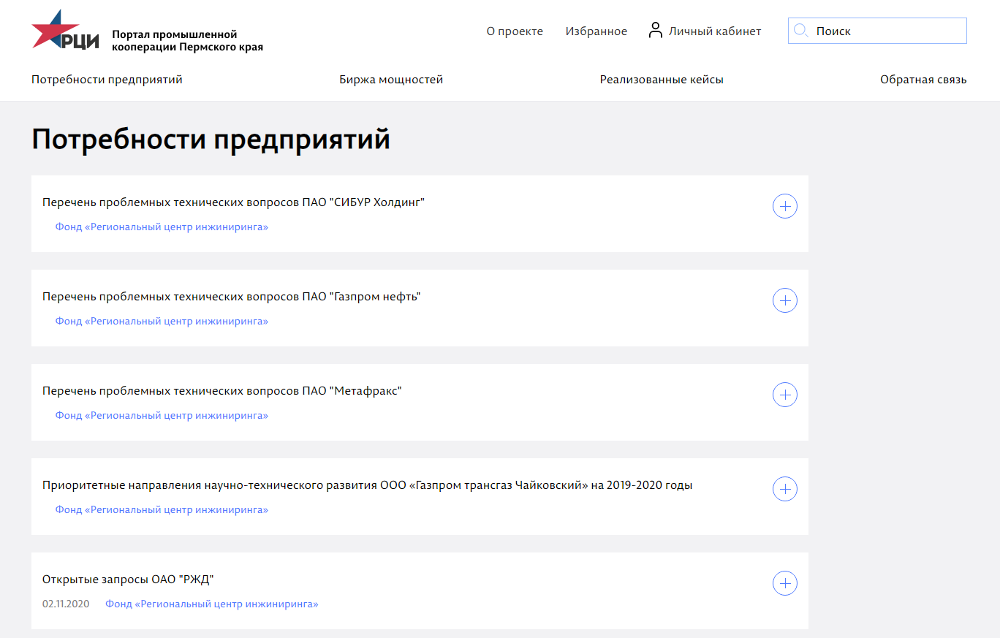 РЦИ
Портал промышленной
кооперации Пермского края
О проекте
Избранное
Личный кабинет
Поиск
Потребности предприятий
Биржа мощностей
Реализованные кейсы
Обратная связь
Потребности предприятий
Перечень проблемных технических вопросов ПАО "СИБУР Холдинг"
Фонд «Региональный центр инжиниринга»
Перечень проблемных технических вопросов ПАО "Газпром нефть"
Фонд «Региональный центр инжиниринга»
Перечень проблемных технических вопросов ПАО "Метафракс"
Фонд «Региональный центр инжиниринга»
Приоритетные направления научно-технического развития ООО «Газпром трансгаз Чайковский» на 2019-2020 годы
Фонд «Региональный центр инжиниринга»
Открытые запросы ОАО "РЖД"
02.11.2020 Фонд «Региональный центр инжиниринга»